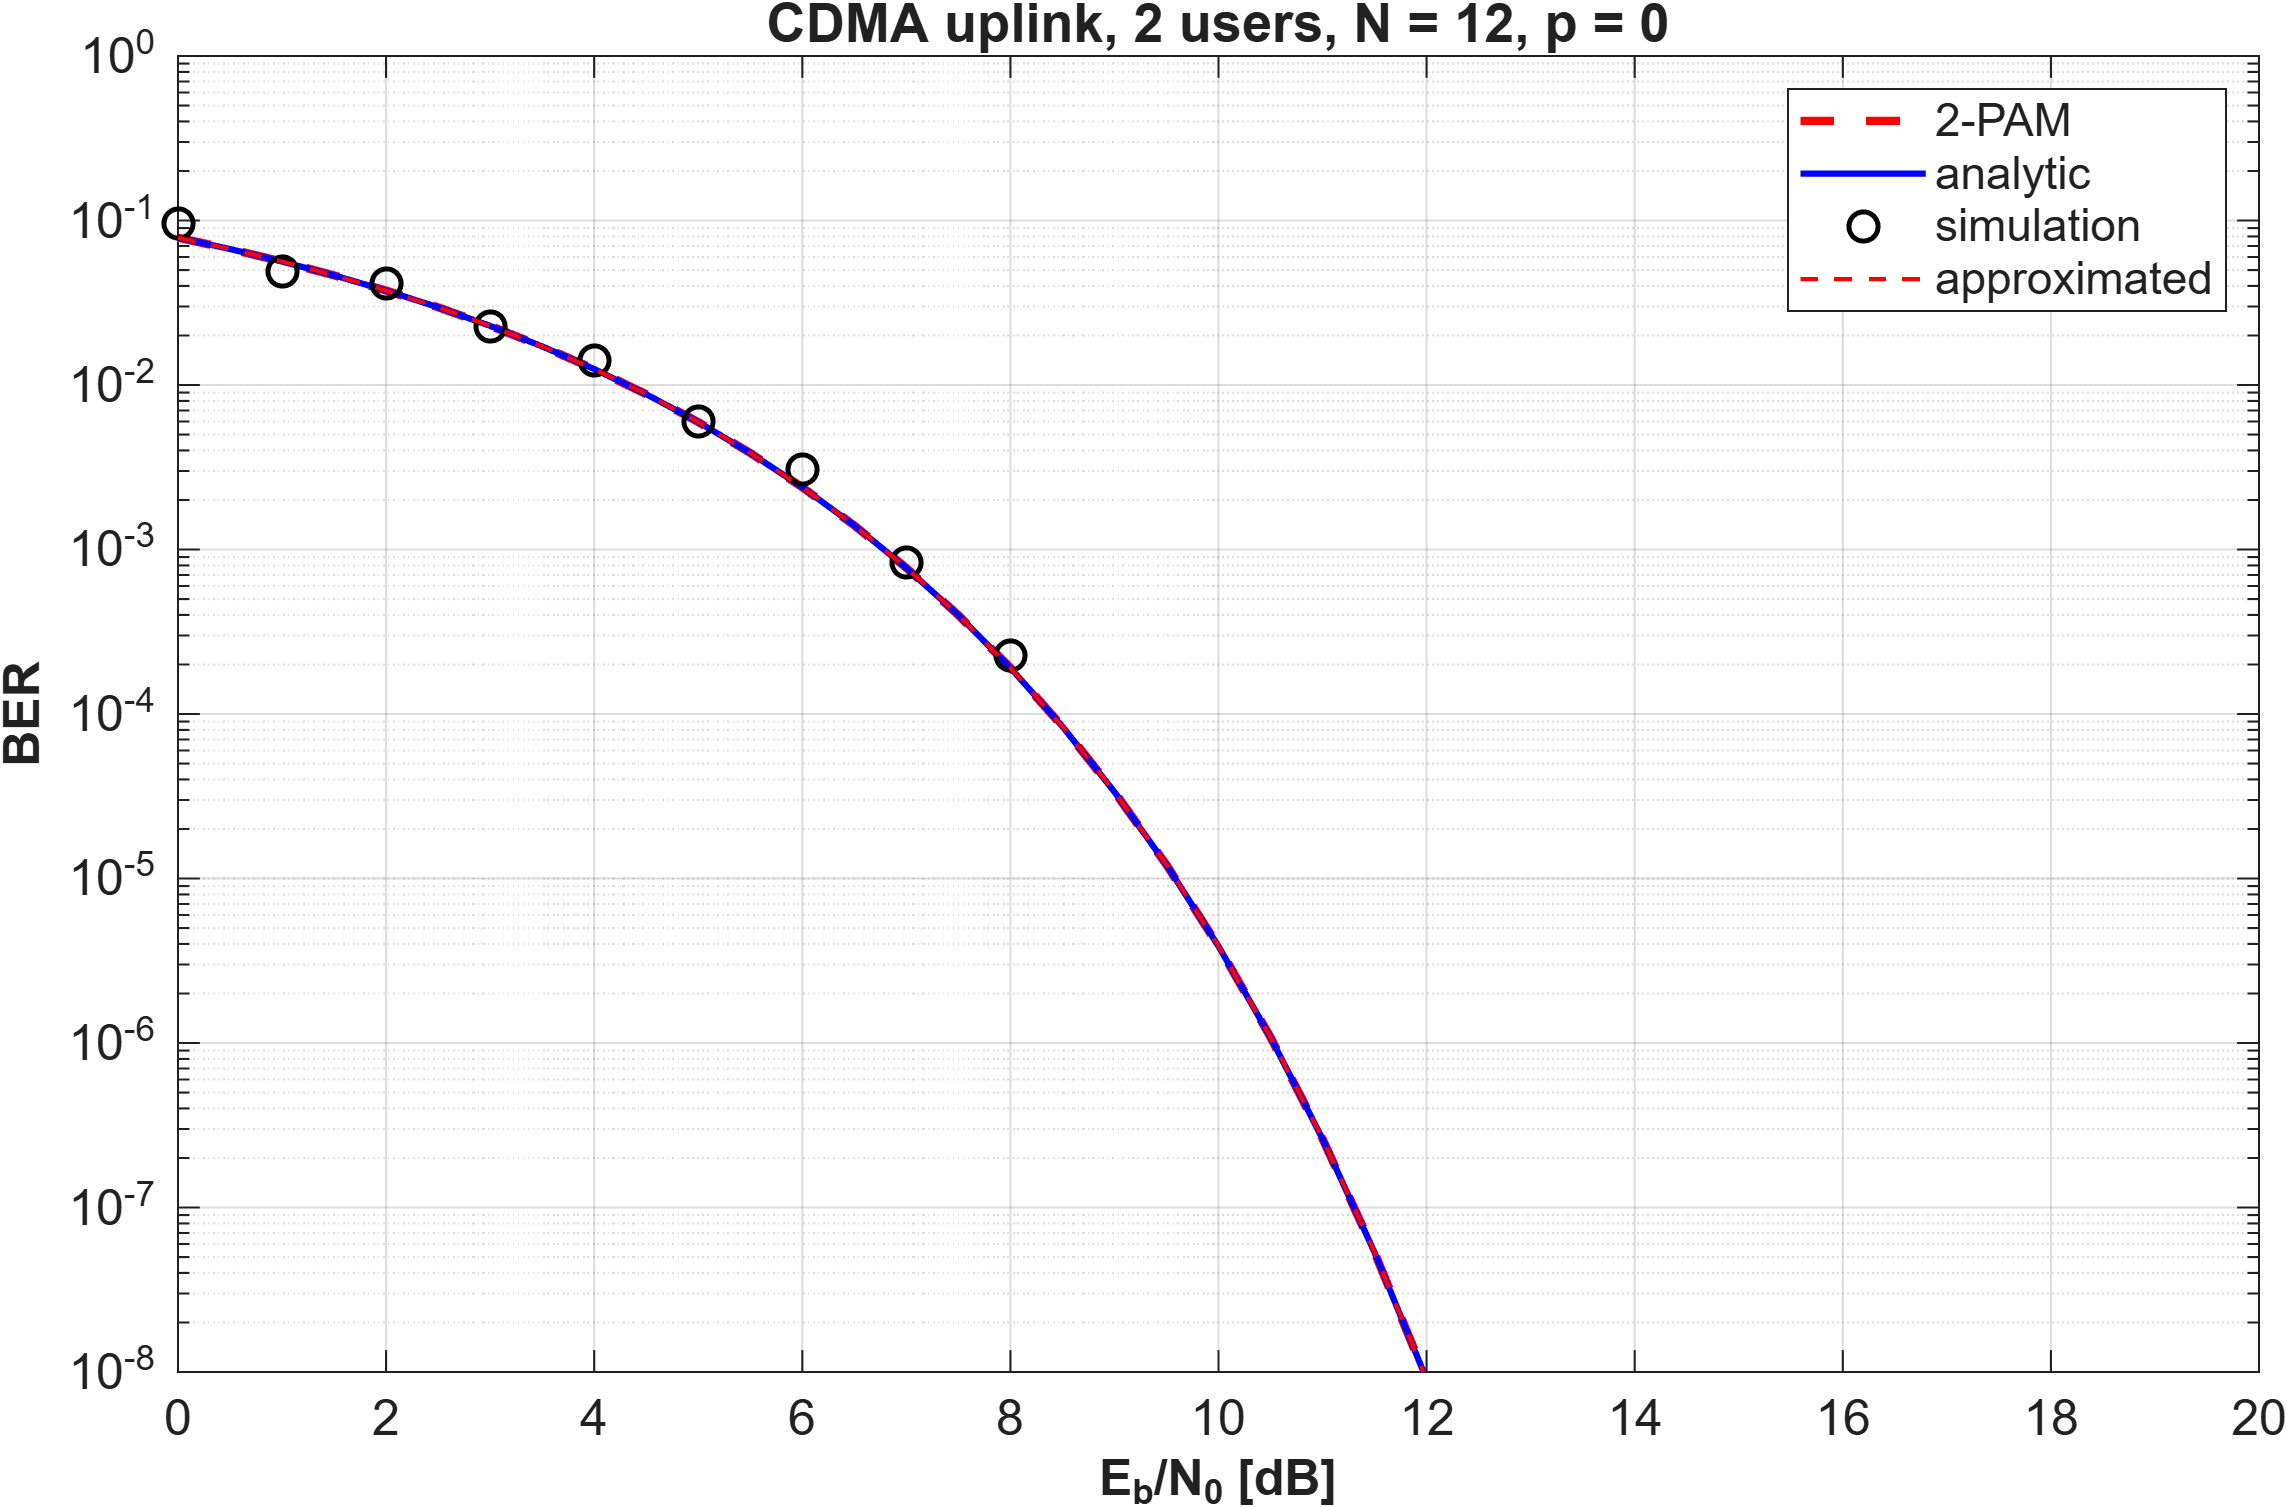 CDMA uplink, 2 users, N = 12, p = 0
10^0
10^-1
10^-2
10^-3
10^-4
10^-5
10^-6
10^-7
10^-8
BER
2-PAM
analytic
simulation
approximated
0 2 4 6 8 10 12 14 16 18 20
E_b/N_0 [dB]